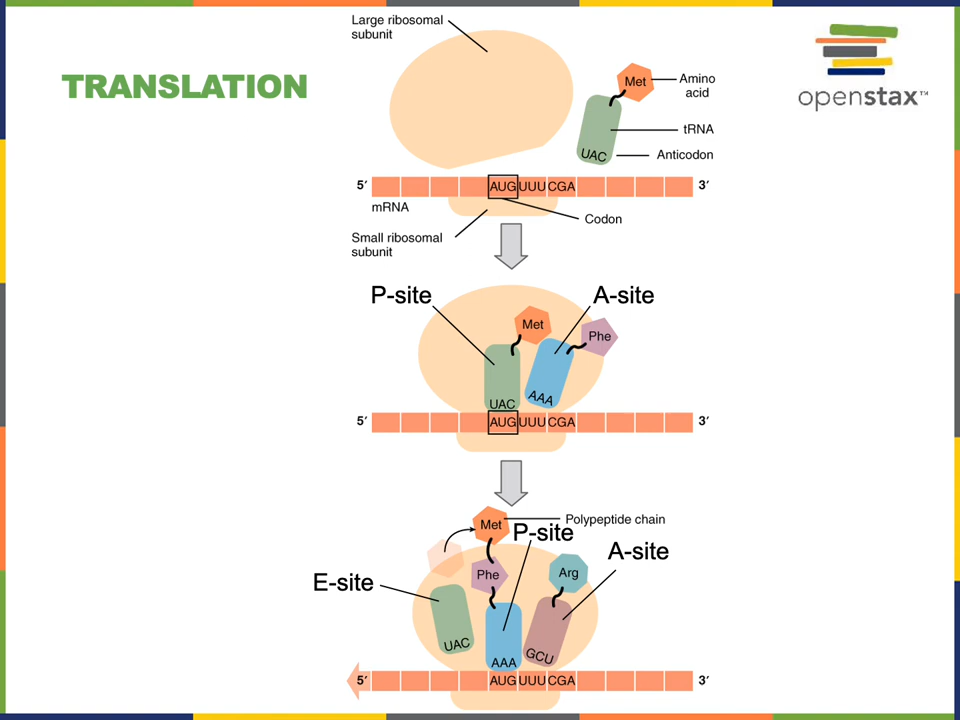 Large ribosomal
subunit
TRANSLATION
openstax™
Met
Amino
acid
tRNA
UAC
Anticodon
5′
AUG UUU CGA
3′
mRNA
Codon
Small ribosomal
subunit
P-site
A-site
Met
Phe
UAC
AAA
5′
AUG UUU CGA
3′
Met
Polypeptide chain
P-site
A-site
Phe
Arg
E-site
UAC
AAA
GCU
5′
AUG UUU CGA
3′